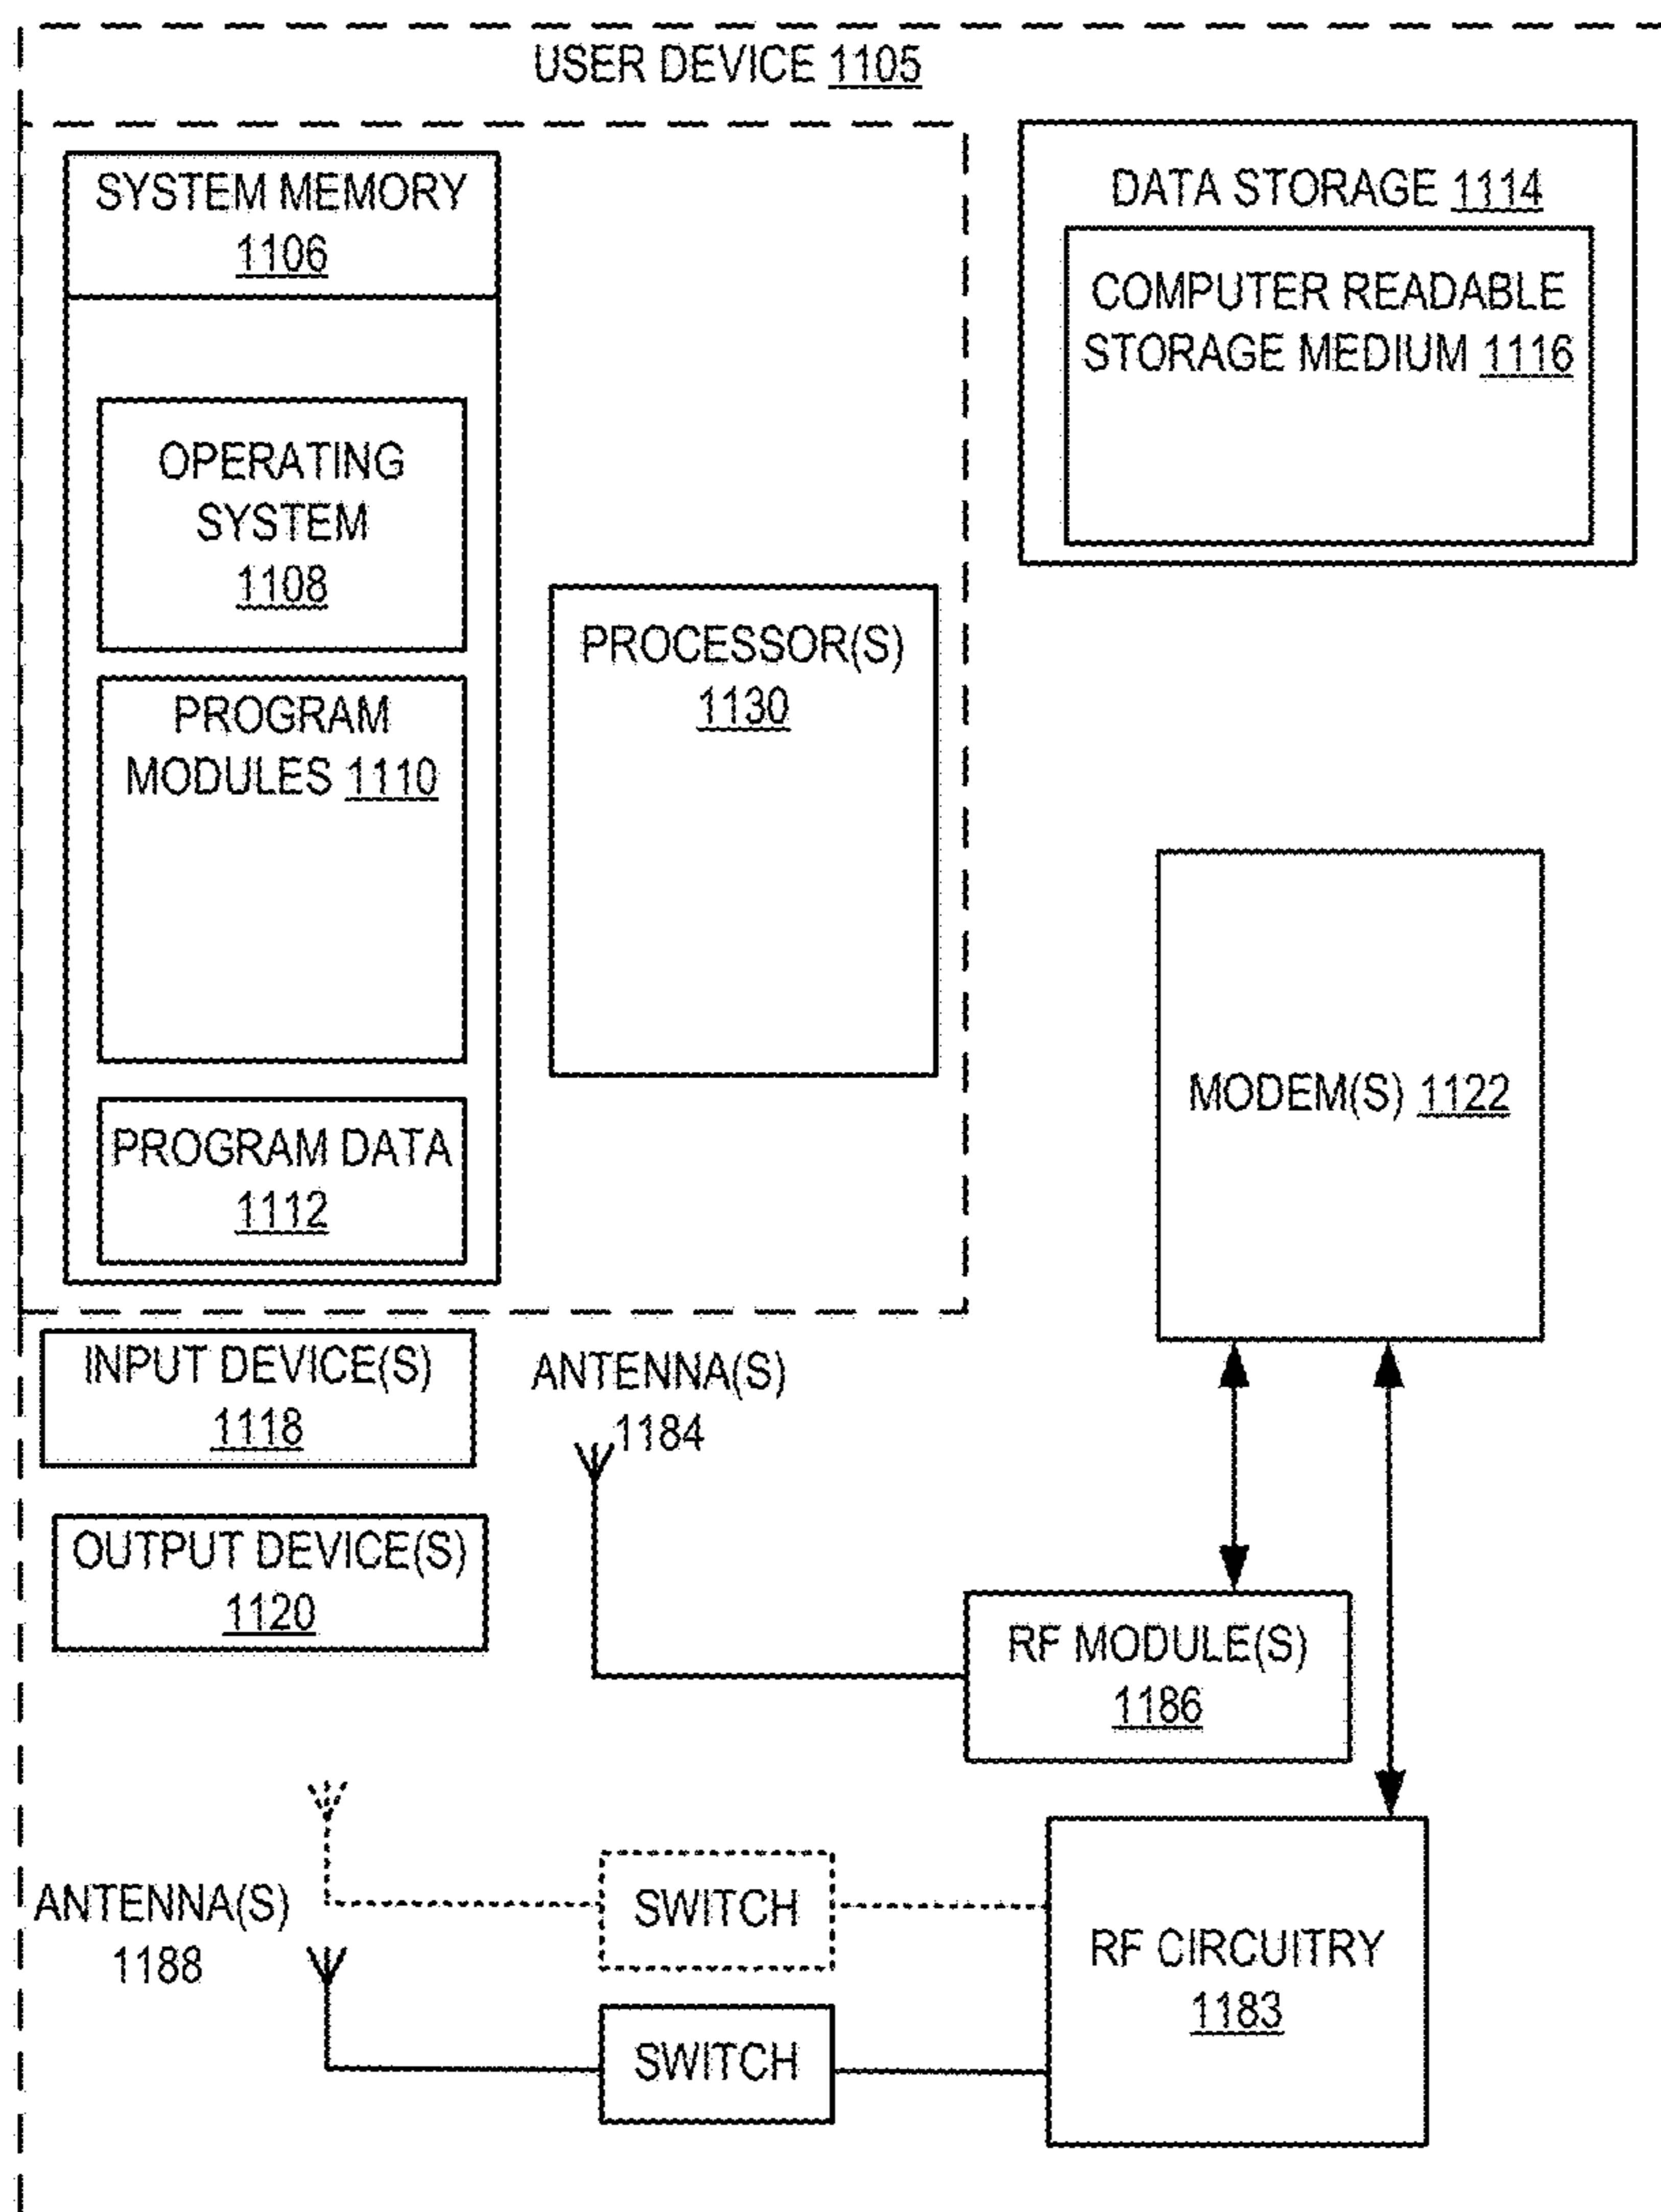 USER DEVICE 1105
SYSTEM MEMORY
1106
OPERATING
SYSTEM
1108
PROGRAM
MODULES 1110
PROGRAM DATA
1112
PROCESSOR(S)
1130
DATA STORAGE 1114
COMPUTER READABLE
STORAGE MEDIUM 1116
MODEM(S) 1122
INPUT DEVICE(S)
1118
OUTPUT DEVICE(S)
1120
ANTENNA(S)
1184
RF MODULE(S)
1186
ANTENNA(S)
1188
SWITCH
SWITCH
RF CIRCUITRY
1183